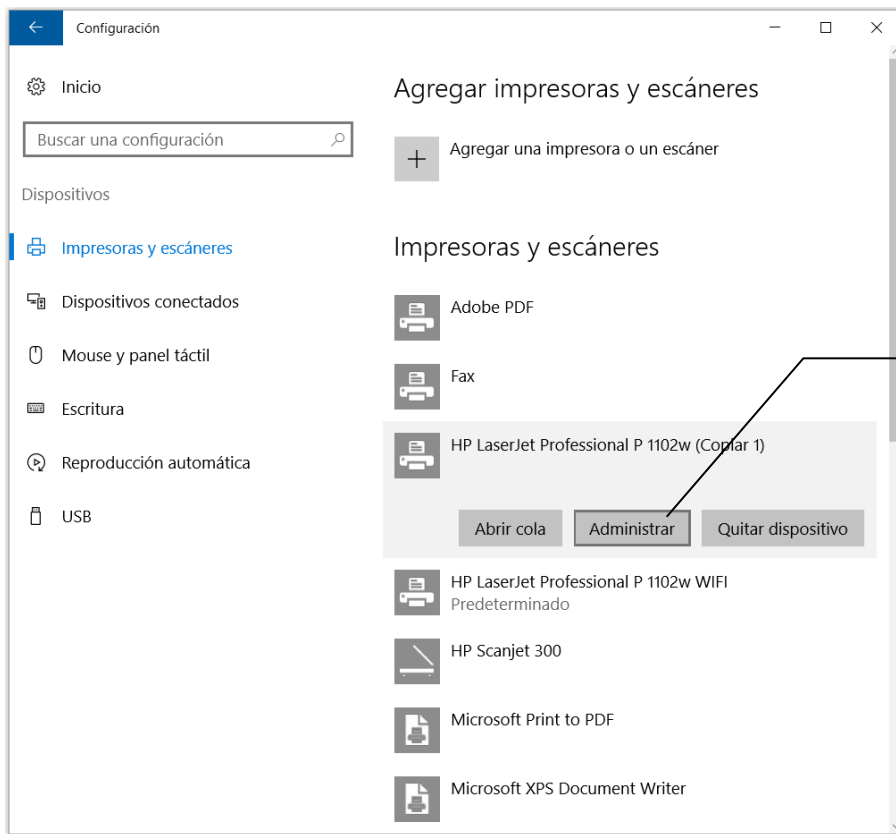 Configuración
Inicio
Buscar una configuración
Dispositivos
Impresoras y escáneres
Dispositivos conectados
Mouse y panel táctil
Escritura
Reproducción automática
USB
Agregar impresoras y escáneres
Agregar una impresora o un escáner
Impresoras y escáneres
Adobe PDF
Fax
HP LaserJet Professional P 1102w (Copiar 1)
Abrir cola Administrar Quitar dispositivo
HP LaserJet Professional P 1102w WIFI
Predeterminado
HP Scanjet 300
Microsoft Print to PDF
Microsoft XPS Document Writer